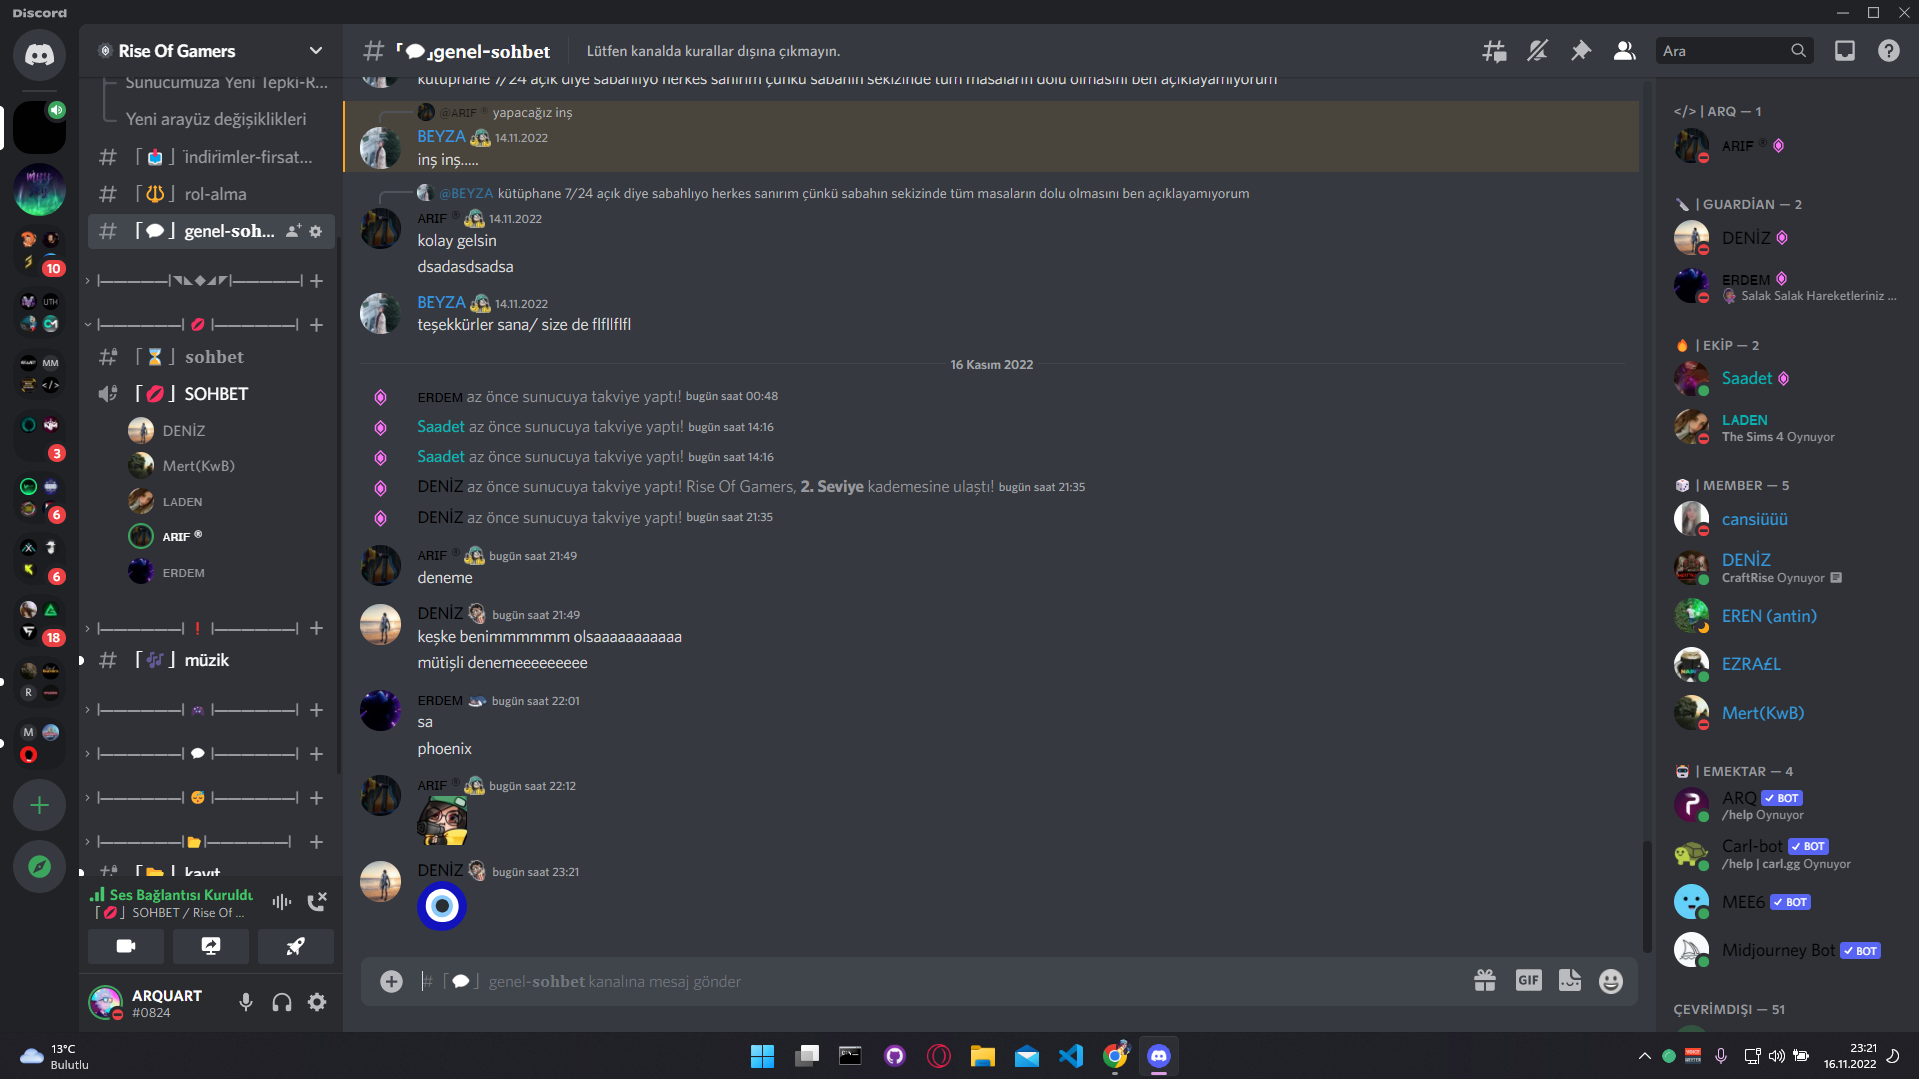 Discord
Rise Of Gamers
Sunucumuza Yeni Tepki-R...
Yeni arayüz değişiklikleri
「📩」indirimler-fırsat...
「🔱」rol-alma
「💬」genel-soh...
「⌛」sohbet
「💋」SOHBET
DENİZ
Mert(KwB)
LADEN
ARIF ®
ERDEM
「🎶」müzik
「📂」kayıt
10
UTH
MM
</>
3
6
6
18
R
M
Ses Bağlantısı Kuruldu
「💋」SOHBET / Rise Of ...
ARQUART
#0824
「💬」genel-sohbet
Lütfen kanalda kurallar dışına çıkmayın.
Ara
kütüphane 7/24 açık diye sabahlıyo herkes sanırım çünkü sabahın sekizinde tüm masaların dolu olmasını ben açıklayamıyorum
@ARIF ® yapacağız inş
BEYZA 14.11.2022
inş inş.....
@BEYZA kütüphane 7/24 açık diye sabahlıyo herkes sanırım çünkü sabahın sekizinde tüm masaların dolu olmasını ben açıklayamıyorum
ARIF ® 14.11.2022
kolay gelsin
dsadasdsadsa
BEYZA 14.11.2022
teşekkürler sana/ size de flfllflfl
16 Kasım 2022
ERDEM az önce sunucuya takviye yaptı! bugün saat 00:48
Saadet az önce sunucuya takviye yaptı! bugün saat 14:16
Saadet az önce sunucuya takviye yaptı! bugün saat 14:16
DENİZ az önce sunucuya takviye yaptı! Rise Of Gamers, 2. Seviye kademesine ulaştı! bugün saat 21:35
DENİZ az önce sunucuya takviye yaptı! bugün saat 21:35
ARIF ® bugün saat 21:49
deneme
DENİZ bugün saat 21:49
keşke benimmmmmm olsaaaaaaaaaaa
mütişli denemeeeeeeeee
ERDEM bugün saat 22:01
sa
phoenix
ARIF ® bugün saat 22:12
DENİZ bugün saat 23:21
# 「💬」 genel-sohbet kanalına mesaj gönder
GIF
</> | ARQ — 1
ARIF ®
🔪 | GUARDİAN — 2
DENİZ
ERDEM
Salak Salak Hareketleriniz ...
🔥 | EKİP — 2
Saadet
LADEN
The Sims 4 Oynuyor
🎲 | MEMBER — 5
cansiüüü
DENİZ
CraftRise Oynuyor
EREN (antin)
EZRA£L
Mert(KwB)
| EMEKTAR — 4
ARQ ✓ BOT
/help Oynuyor
Carl-bot ✓ BOT
/help | carl.gg Oynuyor
MEE6 ✓ BOT
Midjourney Bot ✓ BOT
ÇEVRİMDIŞI — 51
13°C
Bulutlu
23:21
16.11.2022